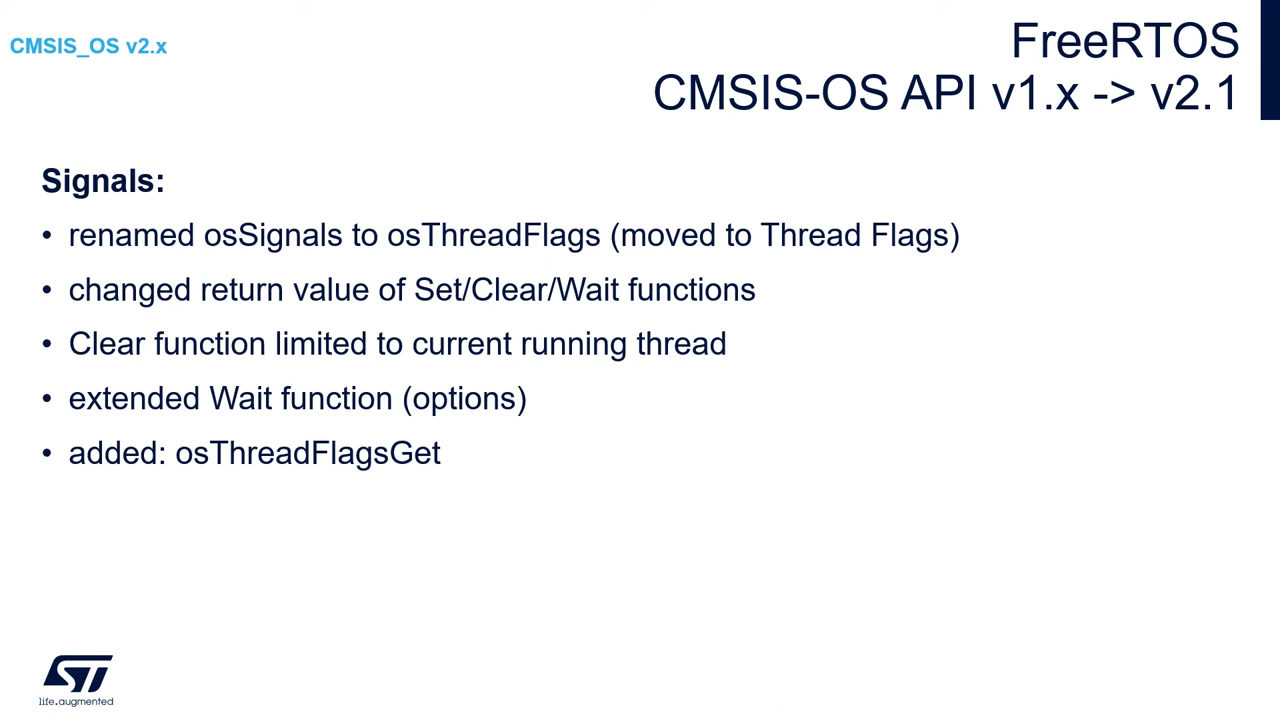 CMSIS_OS v2.x
FreeRTOS
CMSIS-OS API v1.x -> v2.1
Signals:
• renamed osSignals to osThreadFlags (moved to Thread Flags)
• changed return value of Set/Clear/Wait functions
• Clear function limited to current running thread
• extended Wait function (options)
• added: osThreadFlagsGet
ST
life.augmented